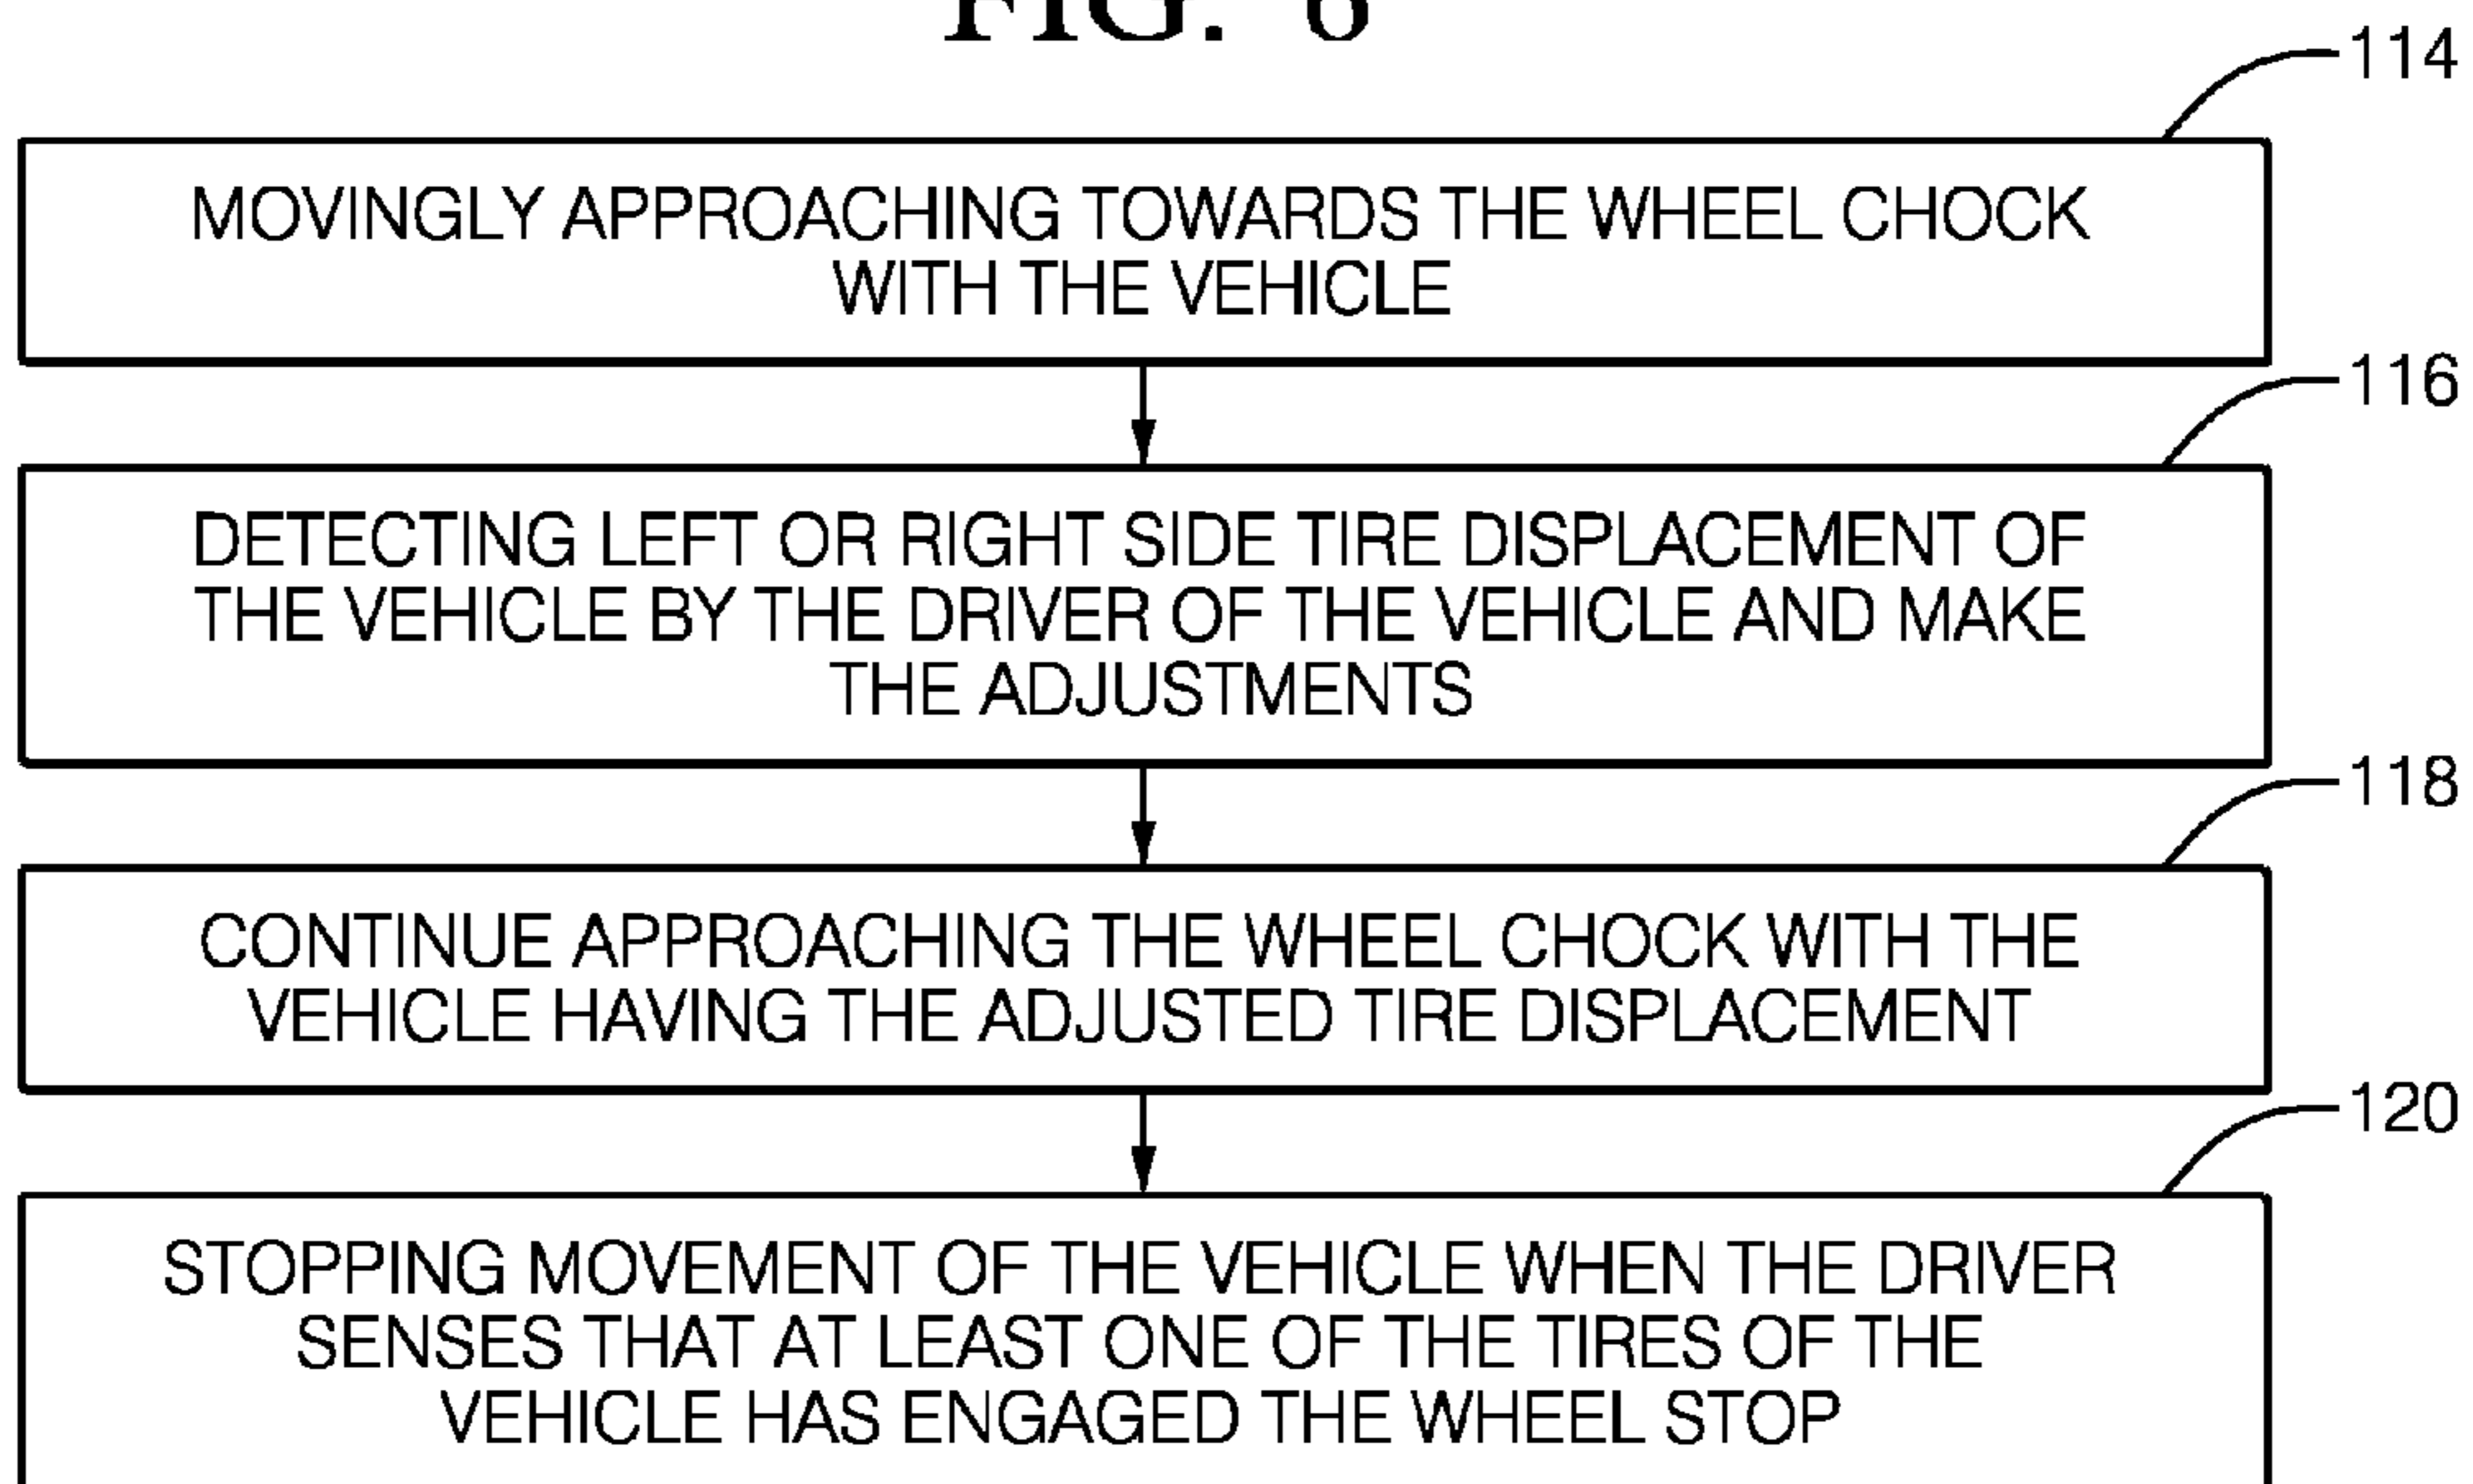 FIG. 6
114
MOVINGLY APPROACHING TOWARDS THE WHEEL CHOCK
WITH THE VEHICLE
116
DETECTING LEFT OR RIGHT SIDE TIRE DISPLACEMENT OF
THE VEHICLE BY THE DRIVER OF THE VEHICLE AND MAKE
THE ADJUSTMENTS
118
CONTINUE APPROACHING THE WHEEL CHOCK WITH THE
VEHICLE HAVING THE ADJUSTED TIRE DISPLACEMENT
120
STOPPING MOVEMENT OF THE VEHICLE WHEN THE DRIVER
SENSES THAT AT LEAST ONE OF THE TIRES OF THE
VEHICLE HAS ENGAGED THE WHEEL STOP